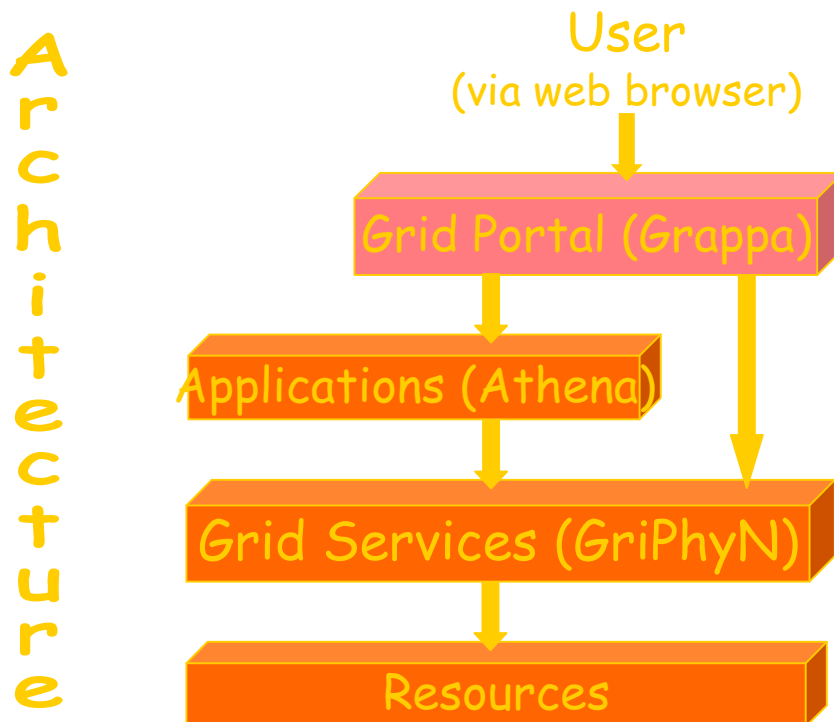 Architecture
User
(via web browser)
Grid Portal (Grappa)
Applications (Athena)
Grid Services (GriPhyN)
Resources